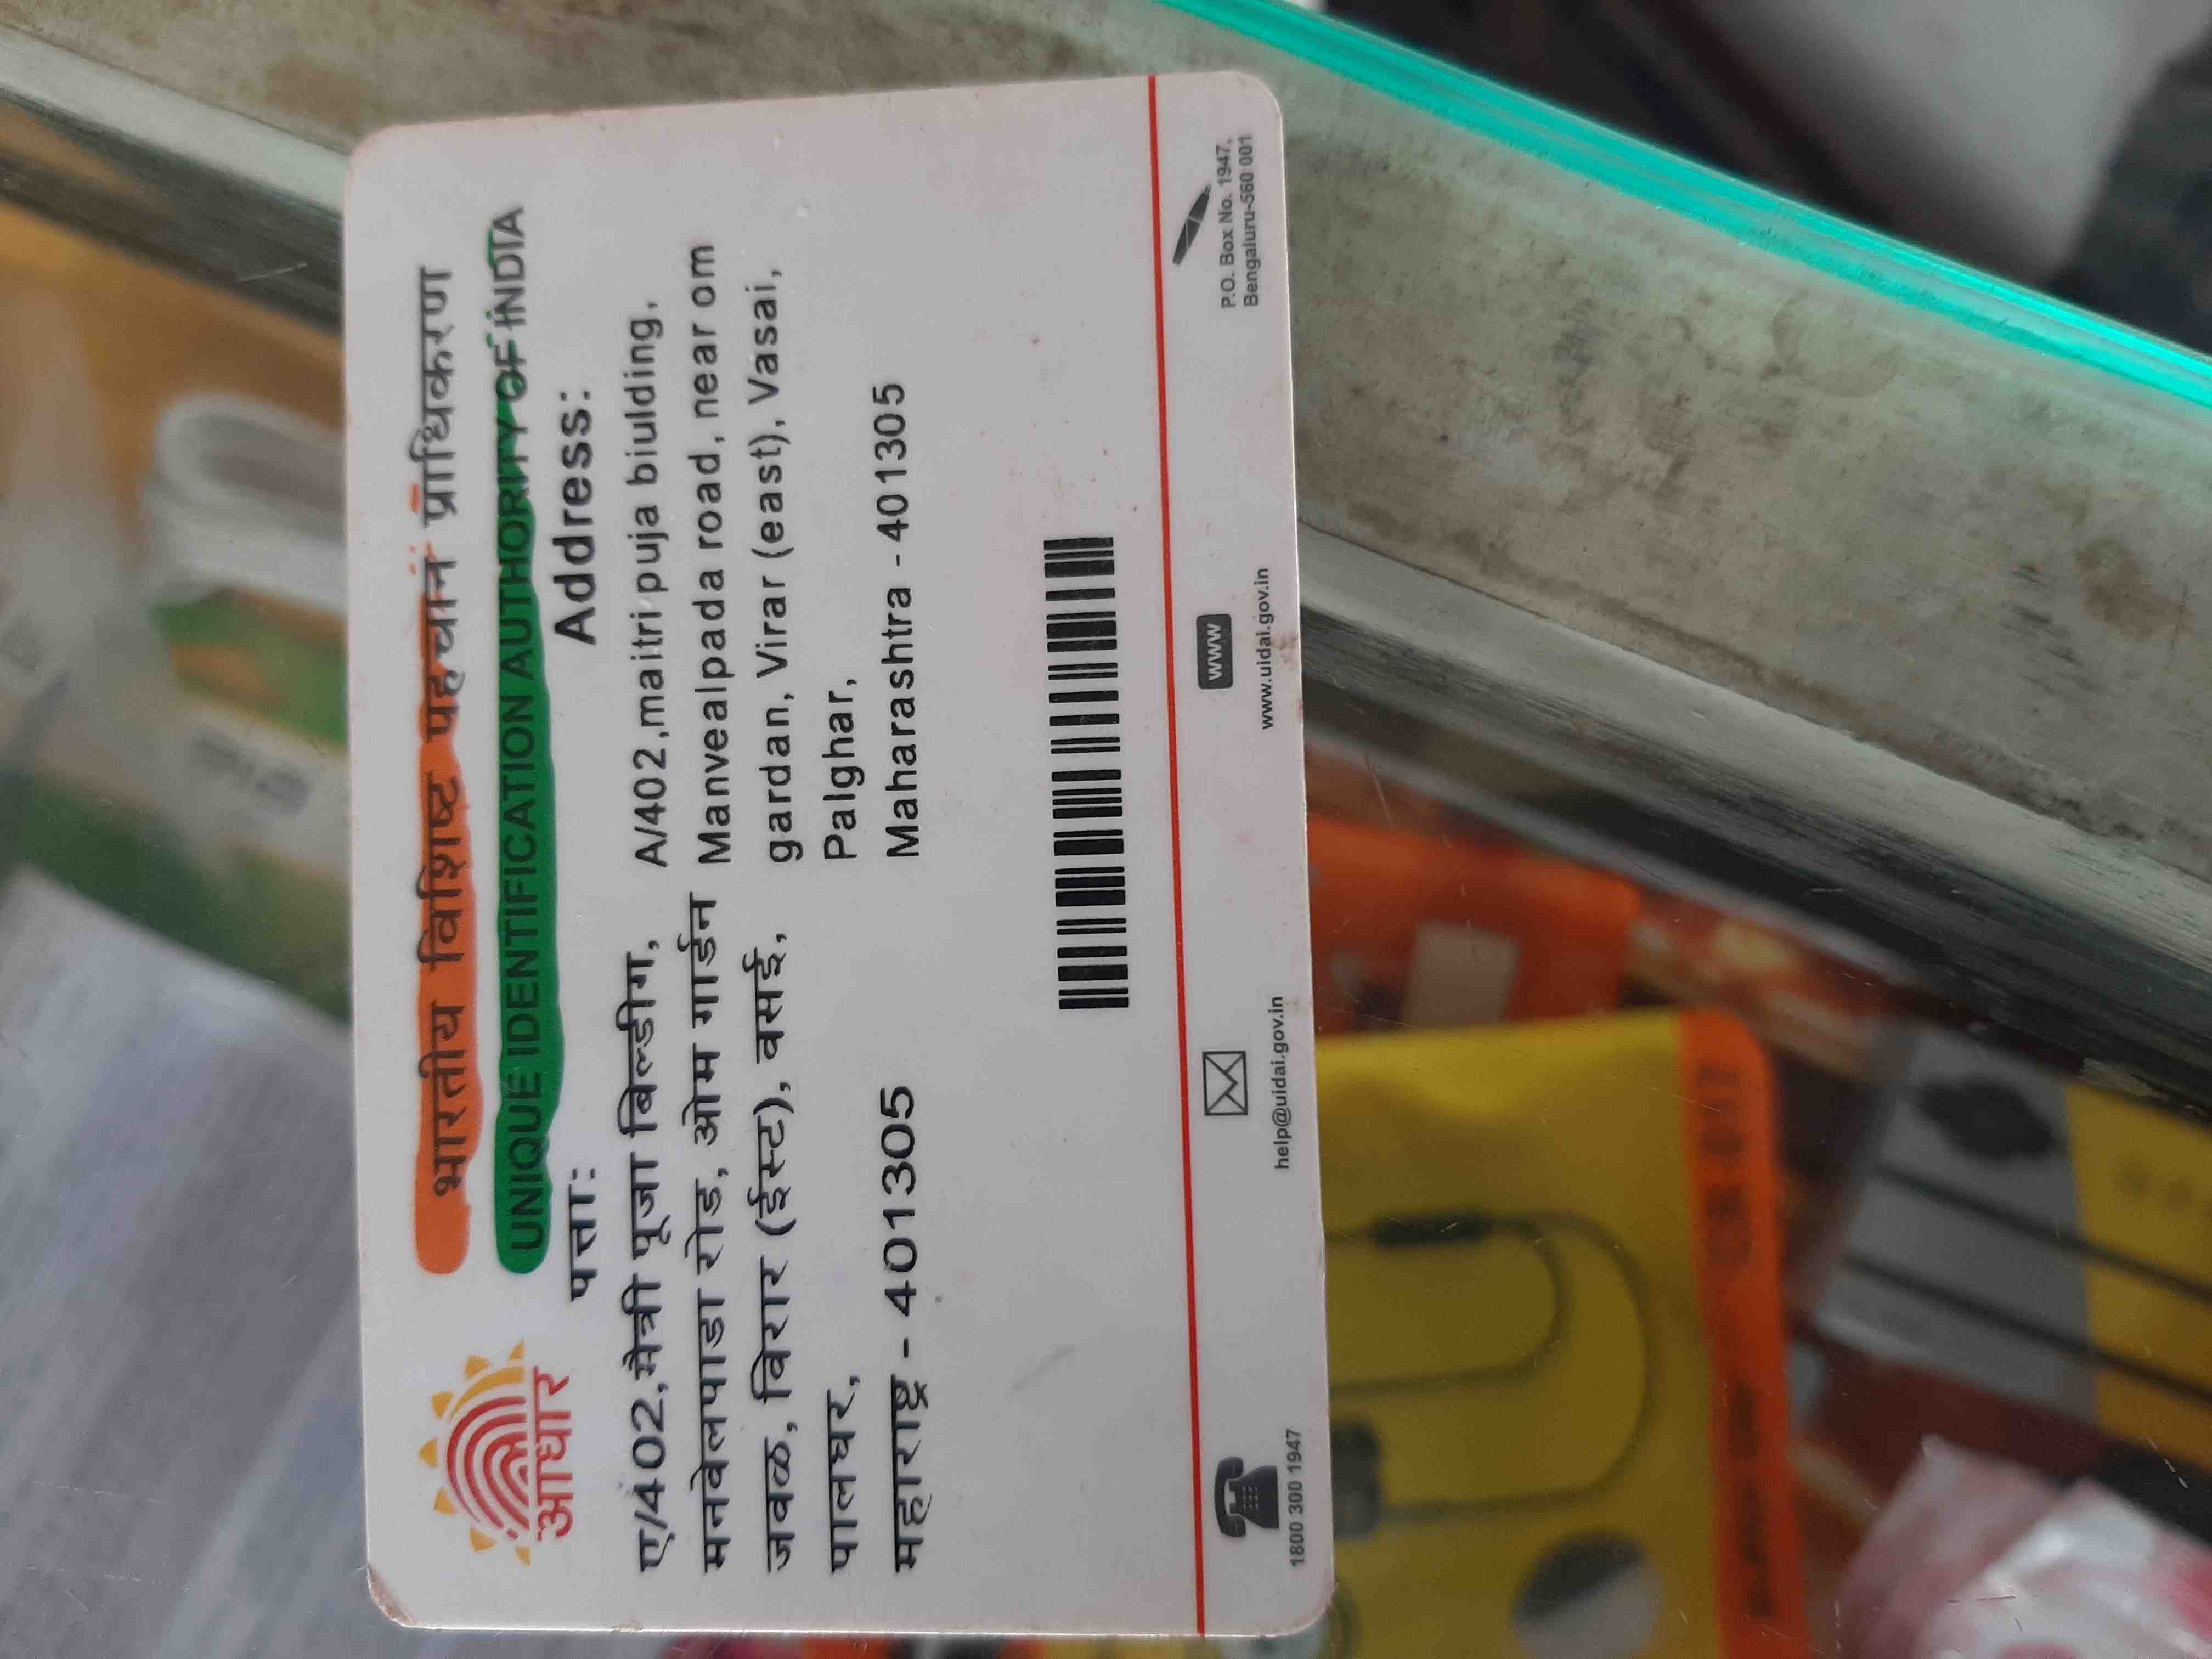 भारतीय विशिष्ट पहचान प्राधिकरण
UNIQUE IDENTIFICATION AUTHORITY OF INDIA
आधार
पत्ता:
ए/402,मैत्री पूजा बिल्डीग,
मनवेलपाडा रोड, ओम गार्डन
जवळ, विरार (ईस्ट), वसई,
पालघर,
महाराष्ट्र - 401305
Address:
A/402,maitri puja biulding,
Manvealpada road, near om
gardan, Virar (east), Vasai,
Palghar,
Maharashtra - 401305
1800 300 1947
help@uidai.gov.in
www
www.uidai.gov.in
P.O. Box No. 1947,
Bengaluru-560 001